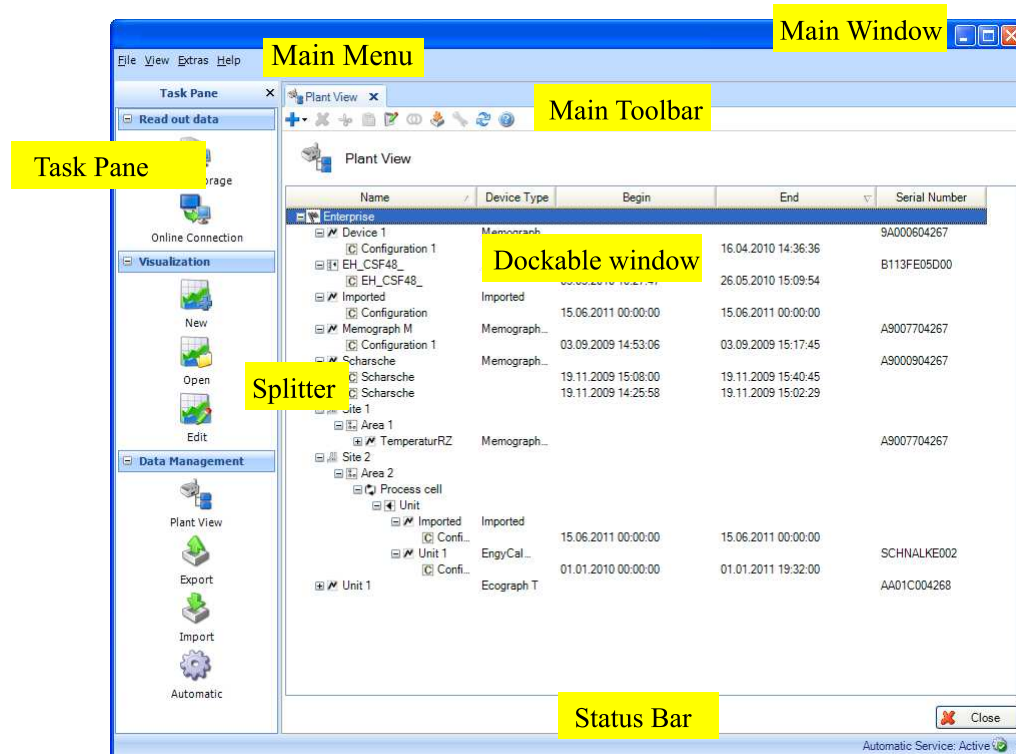 Main Window
File View Extras Help
Main Menu
Task Pane
Plant View
Main Toolbar
Read out data
Plant View
Task Pane
Online Connection
Visualization
New
Open
Edit
Data Management
Plant View
Export
Import
Automatic
Name Device Type Begin End Serial Number
Enterprise
Device 1 9A000604267
Configuration 1 16.04.2010 14:36:36
Dockable window
EH_CSF48_ B113FE05D00
EH_CSF48_ 26.05.2010 15:09:54
Imported Imported
Configuration 15.06.2011 00:00:00 15.06.2011 00:00:00
Memograph M Memograph... A9007704267
Configuration 1 03.09.2009 14:53:06 03.09.2009 15:17:45
Scharsche Memograph... A9000904267
Scharsche 19.11.2009 15:08:00 19.11.2009 15:40:45
Splitter
Scharsche 19.11.2009 14:25:58 19.11.2009 15:02:29
Site 1
Area 1
TemperaturRZ Memograph... A9007704267
Site 2
Area 2
Process cell
Unit
Imported Imported
Confi... 15.06.2011 00:00:00 15.06.2011 00:00:00
Unit 1 EngyCal... SCHNALKE002
Confi... 01.01.2010 00:00:00 01.01.2011 19:32:00
Unit 1 Ecograph T AA01C004268
Status Bar
Close
Automatic Service: Active